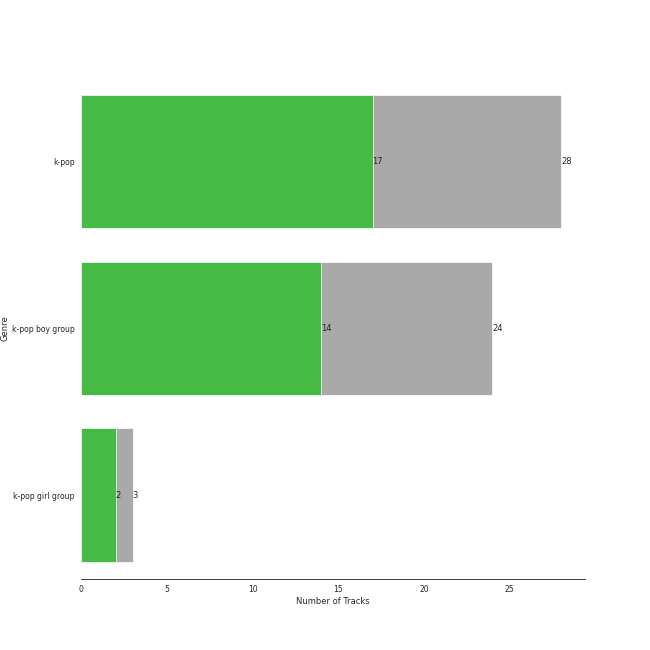 k-pop
17
28
k-pop boy group
14
24
k-pop girl group
2
3
Genre
0 5 10 15 20 25
Number of Tracks